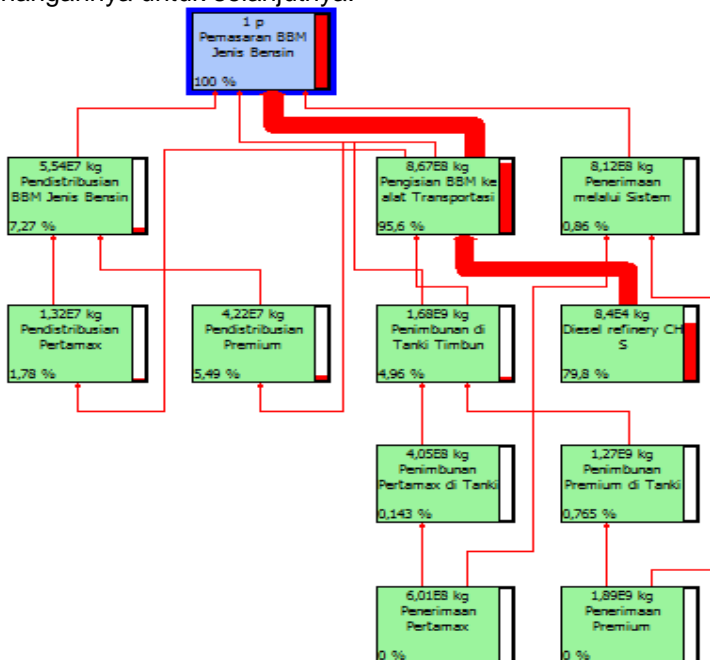 nangannya untuk selanjutnya.
1 p
Pemasaran BBM
Jenis Bensin
100 %
5,54E7 kg
Pendistribusian
BBM Jenis Bensin
7,27 %
8,67E8 kg
Pengisian BBM ke
alat Transportasi
95,6 %
8,12E8 kg
Penerimaan
melalui Sistem
0,86 %
1,32E7 kg
Pendistribusian
Pertamax
1,78 %
4,22E7 kg
Pendistribusian
Premium
5,49 %
1,68E9 kg
Penimbunan di
Tanki Timbun
4,96 %
8,4E4 kg
Diesel refinery CH
S
79,8 %
4,05E8 kg
Penimbunan
Pertamax di Tanki
0,143 %
1,27E9 kg
Penimbunan
Premium di Tanki
0,765 %
6,01E8 kg
Penerimaan
Pertamax
0 %
1,89E9 kg
Penerimaan
Premium
0 %